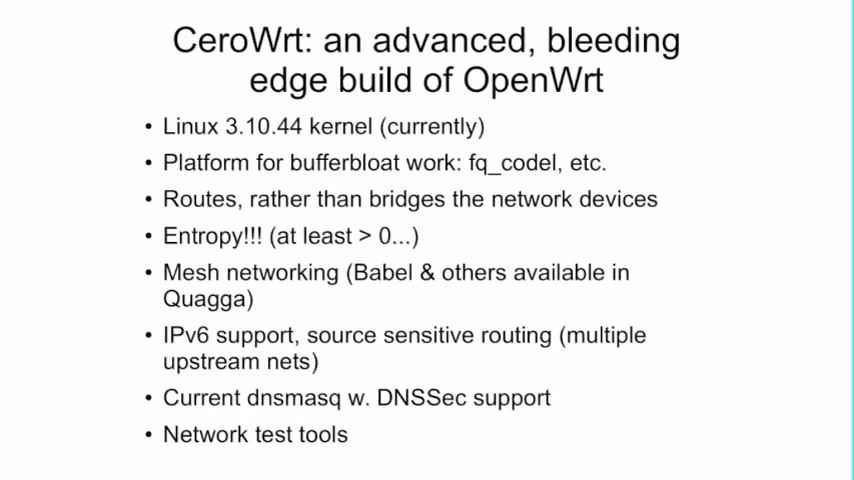 CeroWrt: an advanced, bleeding
edge build of OpenWrt
• Linux 3.10.44 kernel (currently)
• Platform for bufferbloat work: fq_codel, etc.
• Routes, rather than bridges the network devices
• Entropy!!! (at least > 0...)
• Mesh networking (Babel & others available in
Quagga)
• IPv6 support, source sensitive routing (multiple
upstream nets)
• Current dnsmasq w. DNSSec support
• Network test tools